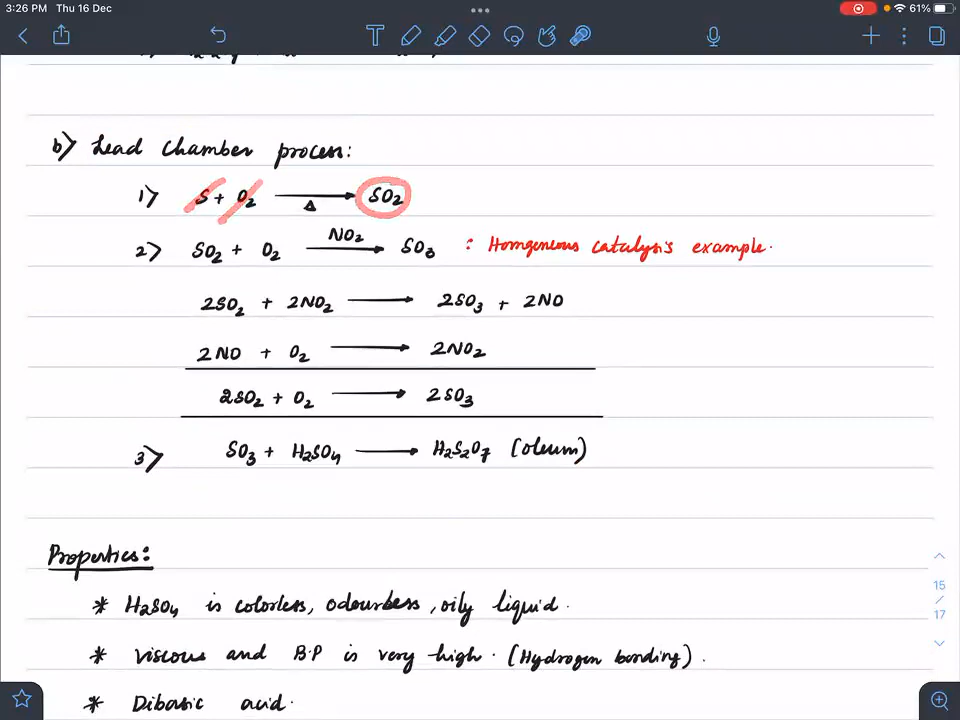 3:26 PM Thu 16 Dec
61%
b) Lead chamber process:
1) S + O2 ⟶ SO2
Δ
2) SO2 + O2 ⟶ SO3 : Homgeneous catalysis example.
NO2
2SO2 + 2NO2 ⟶ 2SO3 + 2NO
2NO + O2 ⟶ 2NO2
2SO2 + O2 ⟶ 2SO3
3) SO3 + H2SO4 ⟶ H2S2O7 (oleum)
Properties:
* H2SO4 is colorless, odourless, oily liquid.
* Viscous and B.P is very high. (Hydrogen bonding).
* Dibasic acid.
15
/
17